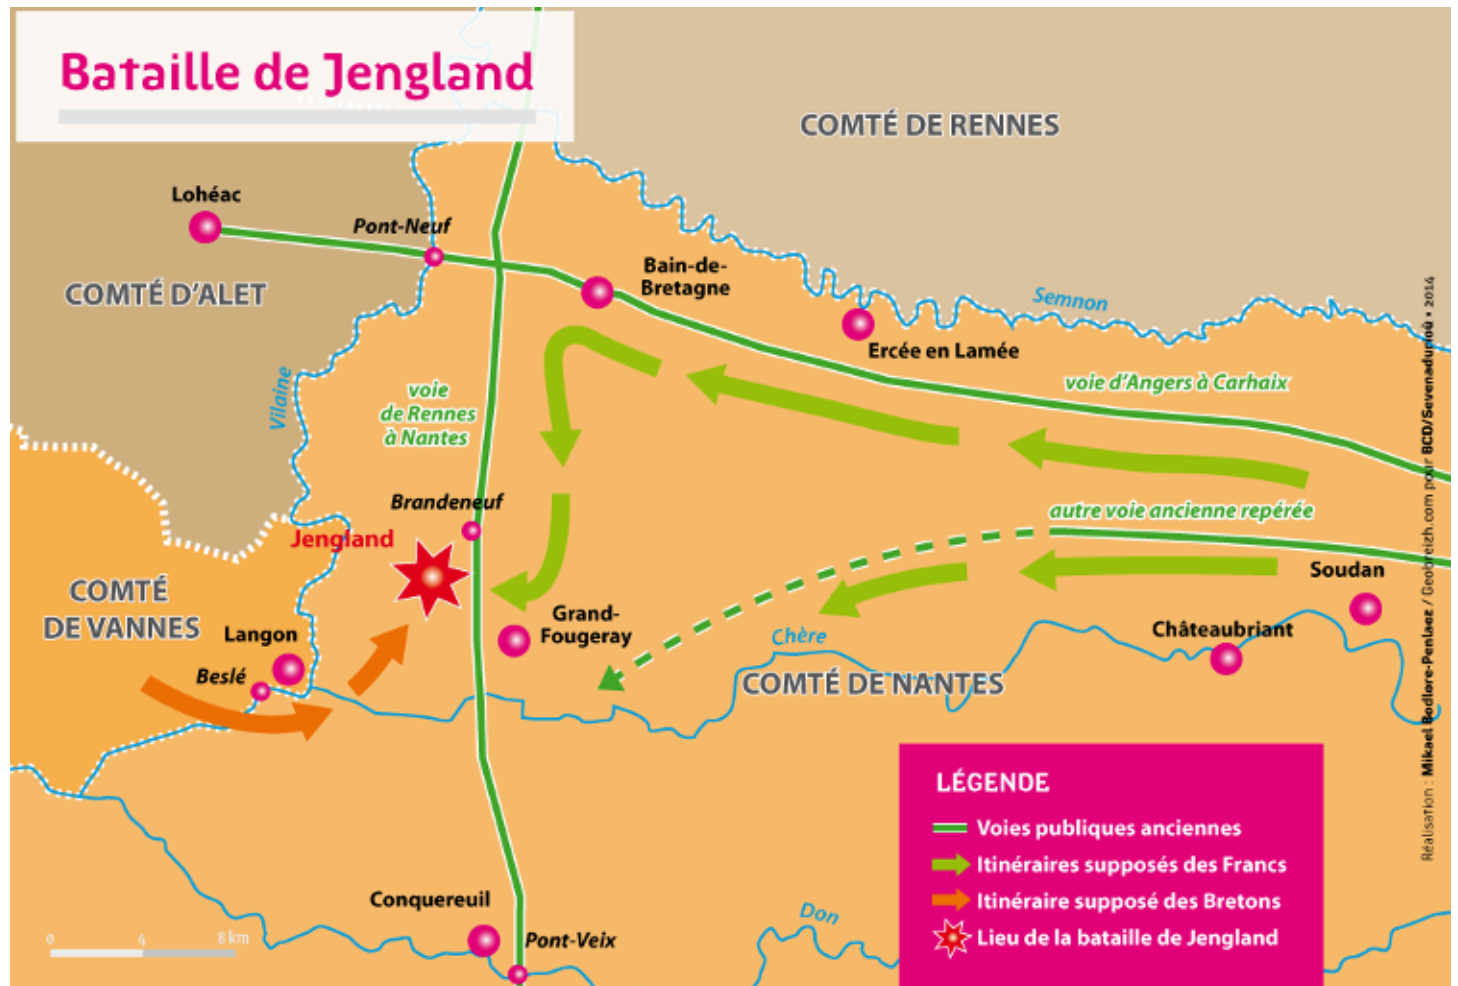 Bataille de Jengland
COMTÉ DE RENNES
Lohéac
Pont-Neuf
Bain-de-
Bretagne
COMTÉ D'ALET
Semnon
Ercée en Lamée
Vilaine
voie
de Rennes
à Nantes
voie d'Angers à Carhaix
Brandeneuf
autre voie ancienne repérée
Jengland
Soudan
COMTÉ
DE VANNES
Grand-
Fougeray
Langon
Chère
Châteaubriant
Beslé
COMTÉ DE NANTES
LÉGENDE
Voies publiques anciennes
Itinéraires supposés des Francs
Itinéraire supposé des Bretons
Lieu de la bataille de Jengland
Conquereuil
Don
Pont-Veix
0 4 8 km
Réalisation : Mikael Bodlore-Penlaez / Geobreizh.com pour BCD/Sevenadurioù • 2014